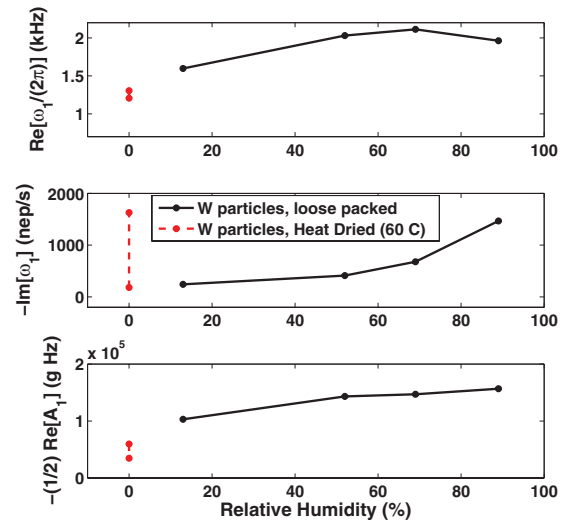 Re[ω₁/(2π)] (kHz)
2
1.5
1
0 20 40 60 80 100
−Im[ω₁] (nep/s)
2000
1000
0
W particles, loose packed
W particles, Heat Dried (60 C)
0 20 40 60 80 100
−(1/2) Re[A₁] (g Hz)
x 10⁵
2
1
0
0 20 40 60 80 100
Relative Humidity (%)